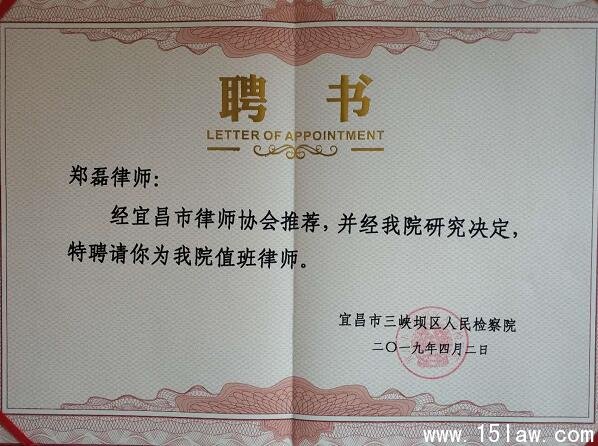 聘书
LETTER OF APPOINTMENT
郑磊律师：
经宜昌市律师协会推荐，并经我院研究决定，
特聘请你为我院值班律师。
宜昌市三峡坝区人民检察院
二〇一九年四月二日
www.15law.com